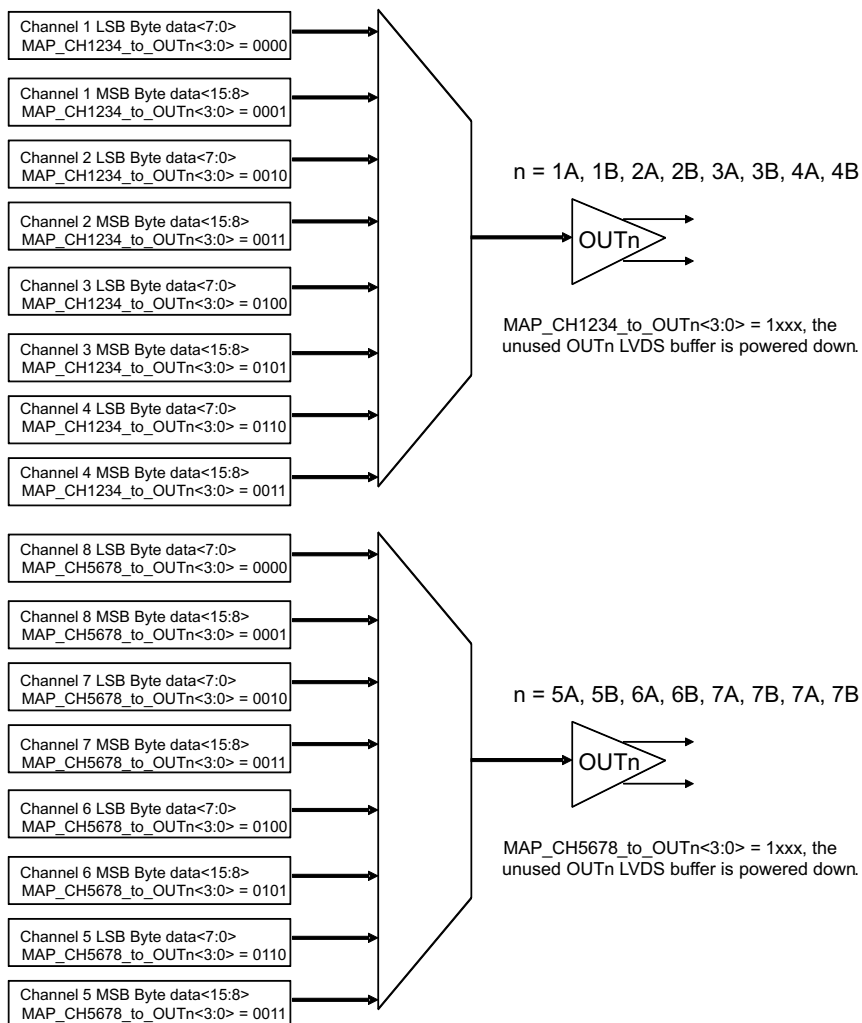 Channel 1 LSB Byte data<7:0>
MAP_CH1234_to_OUTn<3:0> = 0000
Channel 1 MSB Byte data<15:8>
MAP_CH1234_to_OUTn<3:0> = 0001
Channel 2 LSB Byte data<7:0>
MAP_CH1234_to_OUTn<3:0> = 0010
Channel 2 MSB Byte data<15:8>
MAP_CH1234_to_OUTn<3:0> = 0011
Channel 3 LSB Byte data<7:0>
MAP_CH1234_to_OUTn<3:0> = 0100
Channel 3 MSB Byte data<15:8>
MAP_CH1234_to_OUTn<3:0> = 0101
Channel 4 LSB Byte data<7:0>
MAP_CH1234_to_OUTn<3:0> = 0110
Channel 4 MSB Byte data<15:8>
MAP_CH1234_to_OUTn<3:0> = 0011
n = 1A, 1B, 2A, 2B, 3A, 3B, 4A, 4B
OUTn
MAP_CH1234_to_OUTn<3:0> = 1xxx, the
unused OUTn LVDS buffer is powered down.
Channel 8 LSB Byte data<7:0>
MAP_CH5678_to_OUTn<3:0> = 0000
Channel 8 MSB Byte data<15:8>
MAP_CH5678_to_OUTn<3:0> = 0001
Channel 7 LSB Byte data<7:0>
MAP_CH5678_to_OUTn<3:0> = 0010
Channel 7 MSB Byte data<15:8>
MAP_CH5678_to_OUTn<3:0> = 0011
Channel 6 LSB Byte data<7:0>
MAP_CH5678_to_OUTn<3:0> = 0100
Channel 6 MSB Byte data<15:8>
MAP_CH5678_to_OUTn<3:0> = 0101
Channel 5 LSB Byte data<7:0>
MAP_CH5678_to_OUTn<3:0> = 0110
Channel 5 MSB Byte data<15:8>
MAP_CH5678_to_OUTn<3:0> = 0011
n = 5A, 5B, 6A, 6B, 7A, 7B, 7A, 7B
OUTn
MAP_CH5678_to_OUTn<3:0> = 1xxx, the
unused OUTn LVDS buffer is powered down.